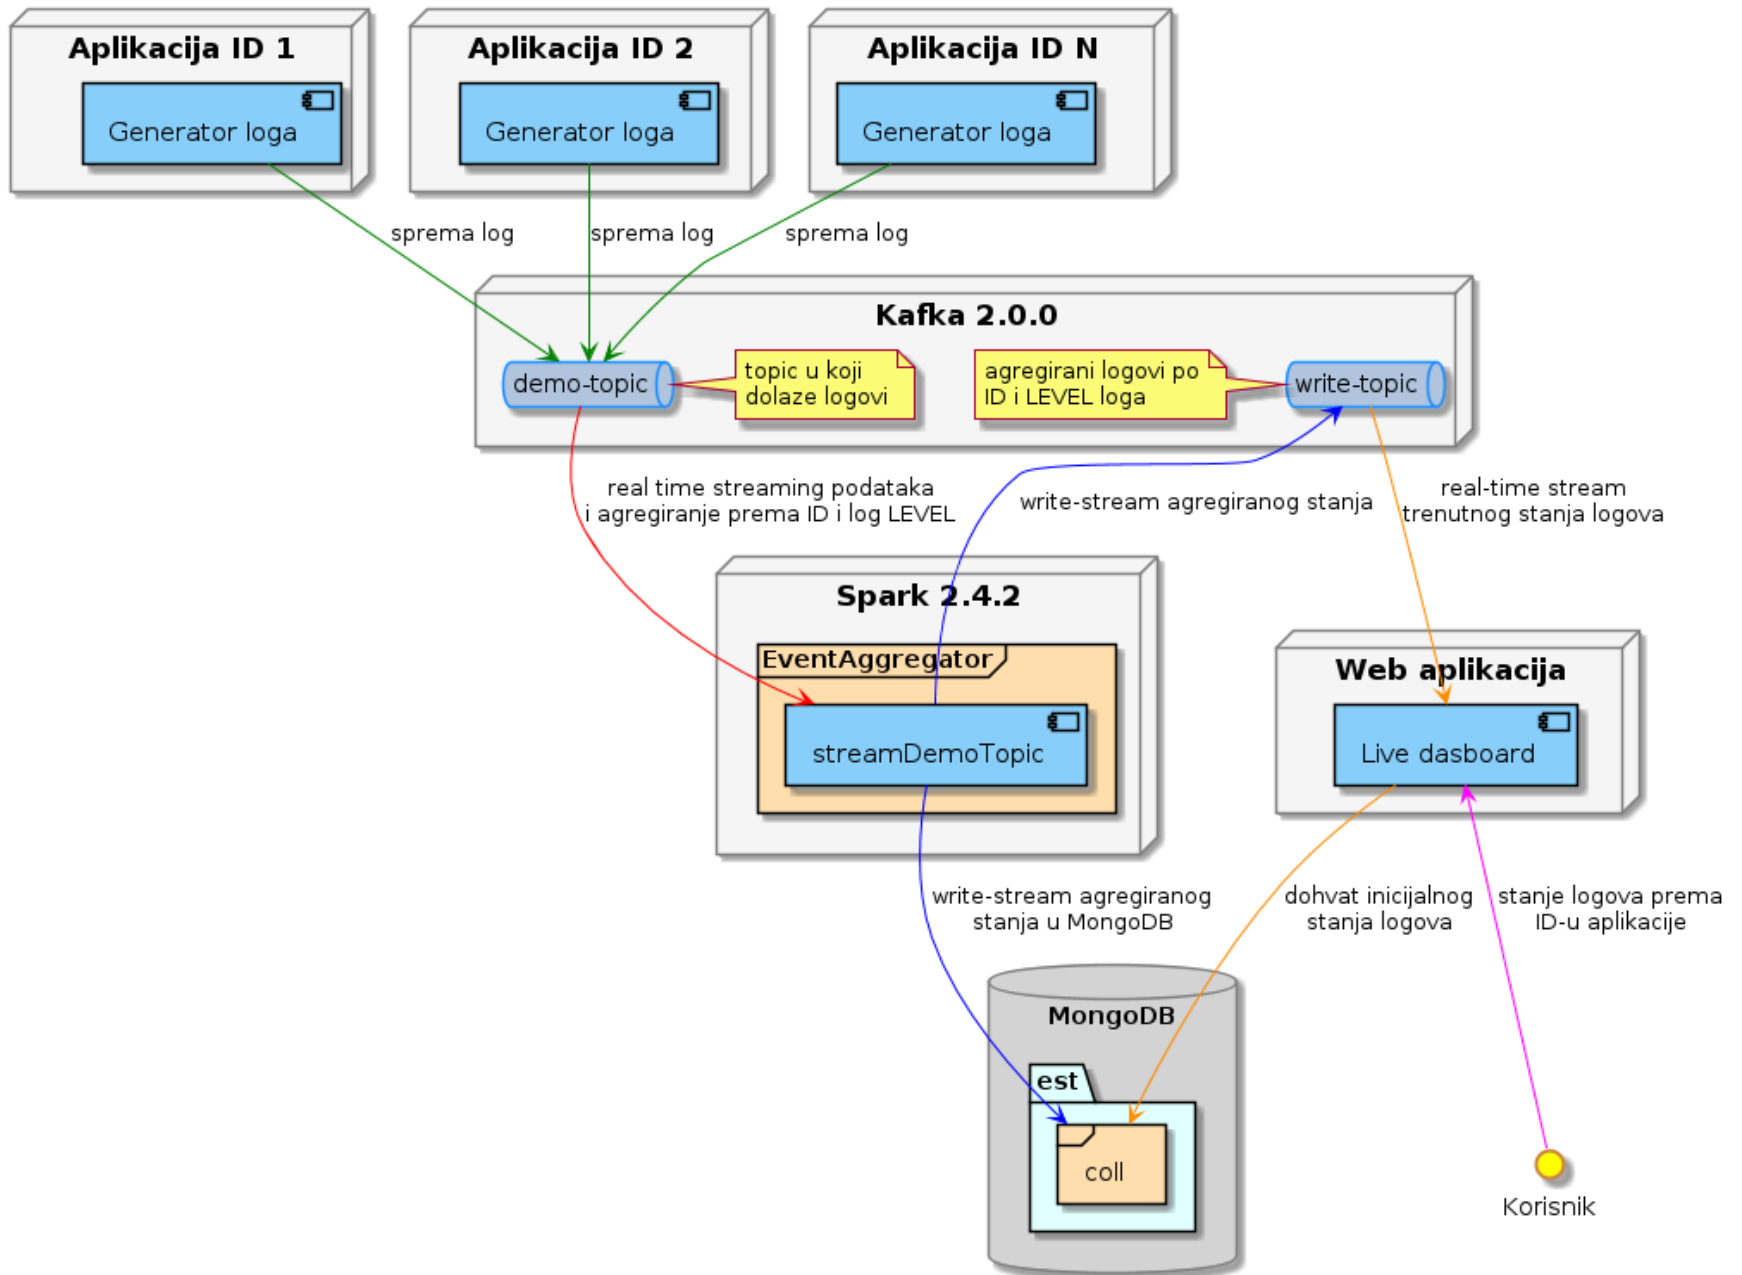 Aplikacija ID 1
Generator loga
Aplikacija ID 2
Generator loga
Aplikacija ID N
Generator loga
sprema log
sprema log
sprema log
Kafka 2.0.0
demo-topic
topic u koji
dolaze logovi
agregirani logovi po
ID i LEVEL loga
write-topic
real time streaming podataka
i agregiranje prema ID i log LEVEL
write-stream agregiranog stanja
real-time stream
trenutnog stanja logova
Spark 2.4.2
EventAggregator
streamDemoTopic
Web aplikacija
Live dasboard
write-stream agregiranog
stanja u MongoDB
dohvat inicijalnog
stanja logova
stanje logova prema
ID-u aplikacije
MongoDB
est
coll
Korisnik